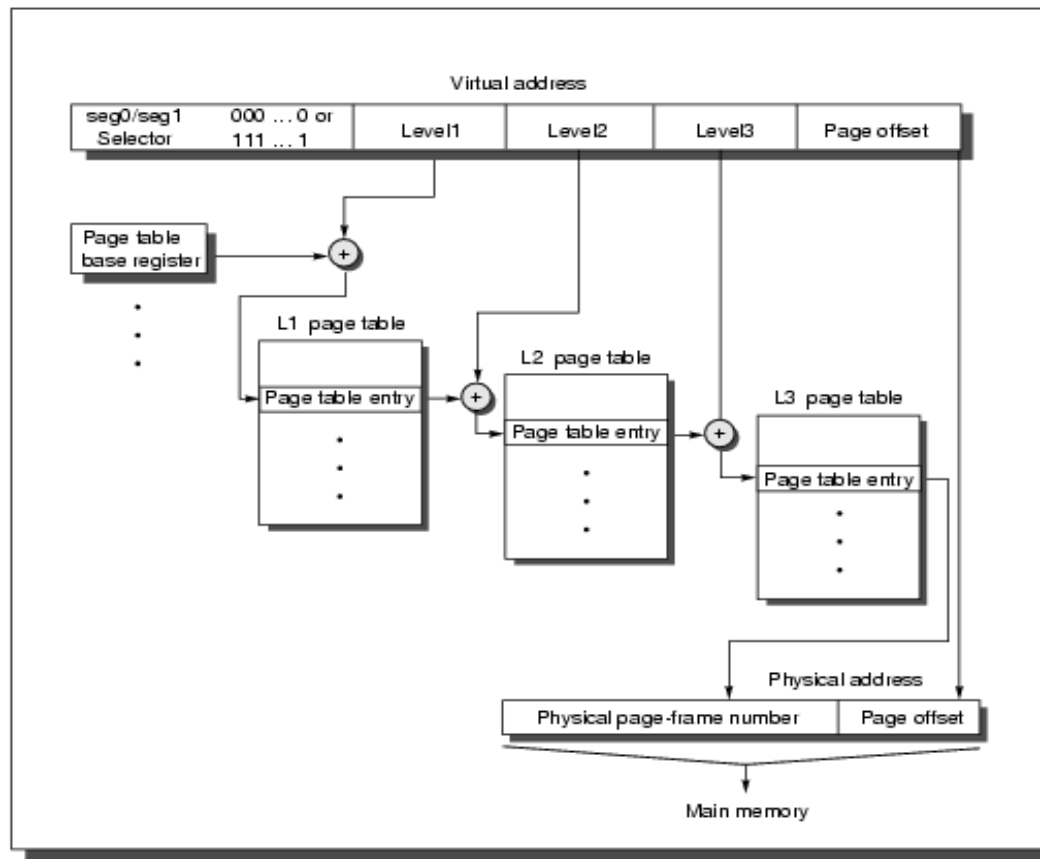 Virtual address
seg0/seg1 000 ... 0 or
Selector 111 ... 1
Level1
Level2
Level3
Page offset
Page table
base register
L1 page table
Page table entry
L2 page table
Page table entry
L3 page table
Page table entry
Physical address
Physical page-frame number
Page offset
Main memory